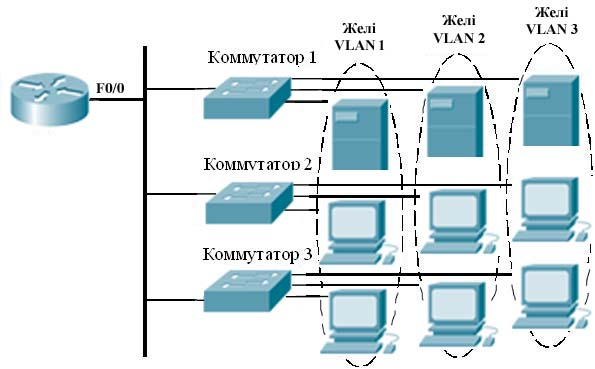 Желі
VLAN 1
Желі
VLAN 2
Желі
VLAN 3
Коммутатор 1
F0/0
Коммутатор 2
Коммутатор 3